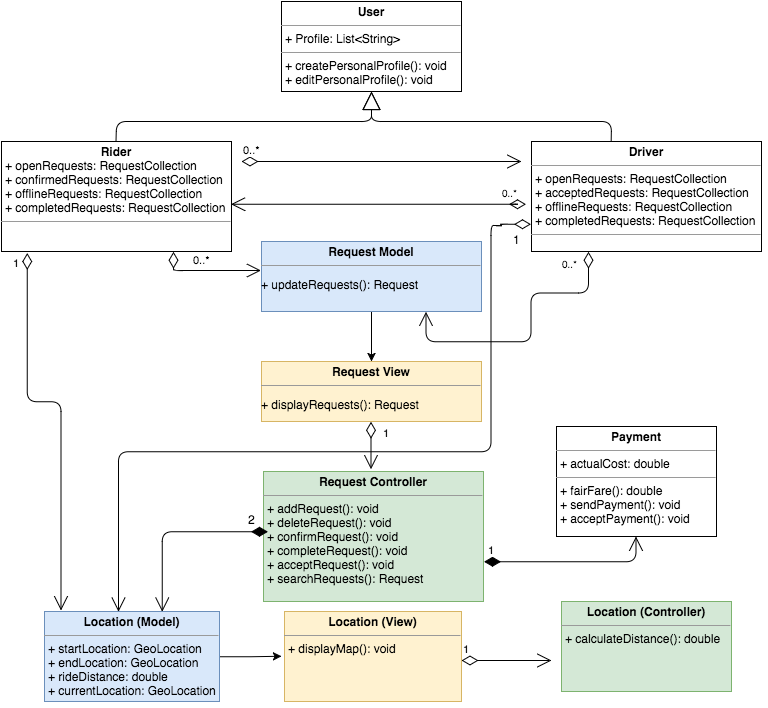 User
+ Profile: List<String>
+ createPersonalProfile(): void
+ editPersonalProfile(): void
Rider
+ openRequests: RequestCollection
+ confirmedRequests: RequestCollection
+ offlineRequests: RequestCollection
+ completedRequests: RequestCollection
0..*
Driver
+ openRequests: RequestCollection
+ acceptedRequests: RequestCollection
+ offlineRequests: RequestCollection
+ completedRequests: RequestCollection
0..*
1
1
0..*
0..*
Request Model
+ updateRequests(): Request
Request View
+ displayRequests(): Request
1
Request Controller
+ addRequest(): void
+ deleteRequest(): void
+ confirmRequest(): void
+ completeRequest(): void
+ acceptRequest(): void
+ searchRequests(): Request
2
1
Payment
+ actualCost: double
+ fairFare(): double
+ sendPayment(): void
+ acceptPayment(): void
Location (Model)
+ startLocation: GeoLocation
+ endLocation: GeoLocation
+ rideDistance: double
+ currentLocation: GeoLocation
Location (View)
+ displayMap(): void
1
Location (Controller)
+ calculateDistance(): double